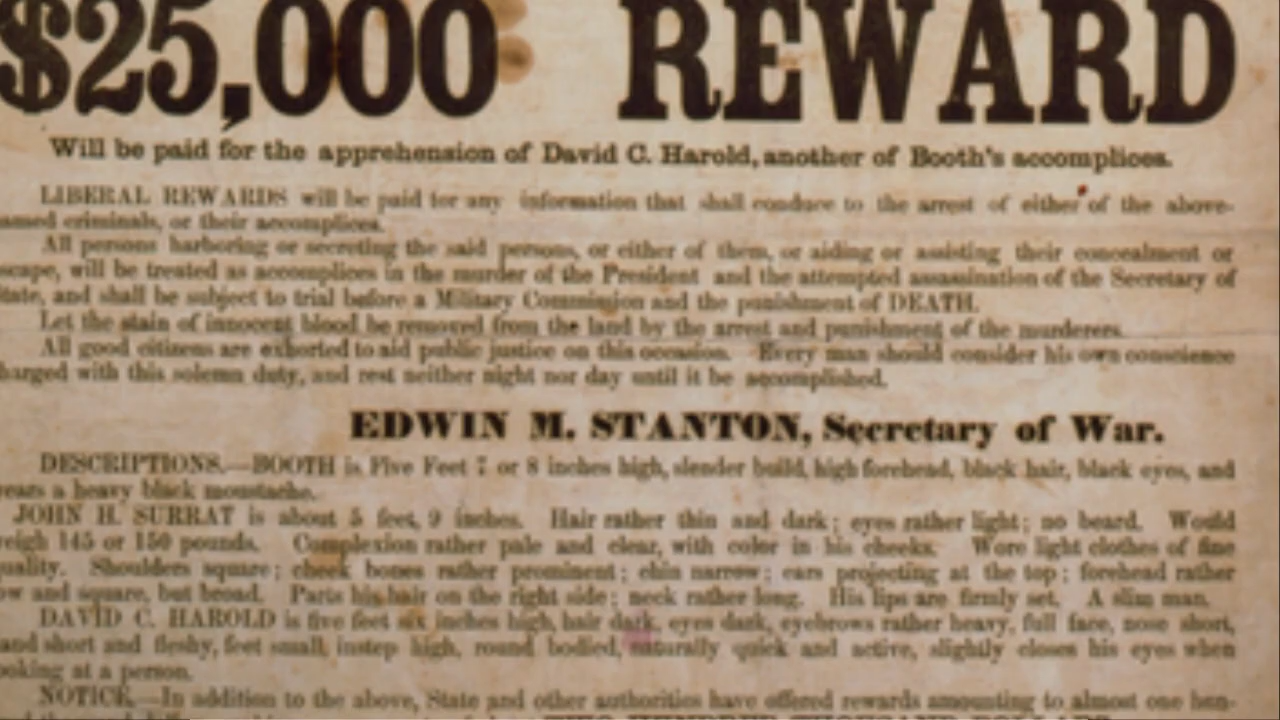 $25,000 REWARD
Will be paid for the apprehension of David C. Harold, another of Booth's accomplices.
LIBERAL REWARDS will be paid for any information that shall conduce to the arrest of either of the above-
amed criminals, or their accomplices.
All persons harboring or secreting the said persons, or either of them, or aiding or assisting their concealment or
scape, will be treated as accomplices in the murder of the President and the attempted assassination of the Secretary of
tate, and shall be subject to trial before a Military Commission and the punishment of DEATH.
Let the stain of innocent blood be removed from the land by the arrest and punishment of the murderers.
All good citizens are exhorted to aid public justice on this occasion. Every man should consider his own conscience
harged with this solemn duty, and rest neither night nor day until it be accomplished.
EDWIN M. STANTON, Secretary of War.
DESCRIPTIONS.—BOOTH is Five Feet 7 or 8 inches high, slender build, high forehead, black hair, black eyes, and
ears a heavy black moustache.
JOHN H. SURRAT is about 5 feet, 9 inches. Hair rather thin and dark; eyes rather light; no beard. Would
eigh 145 or 150 pounds. Complexion rather pale and clear, with color in his cheeks. Wore light clothes of fine
uality. Shoulders square; cheek bones rather prominent; chin narrow; ears projecting at the top; forehead rather
ow and square, but broad. Parts his hair on the right side; neck rather long. His lips are firmly set. A slim man.
DAVID C. HAROLD is five feet six inches high, hair dark, eyes dark, eyebrows rather heavy, full face, nose short,
and short and fleshy, feet small, instep high, round bodied, naturally quick and active, slightly closes his eyes when
ooking at a person.
NOTICE.—In addition to the above, State and other authorities have offered rewards amounting to almost one hun-